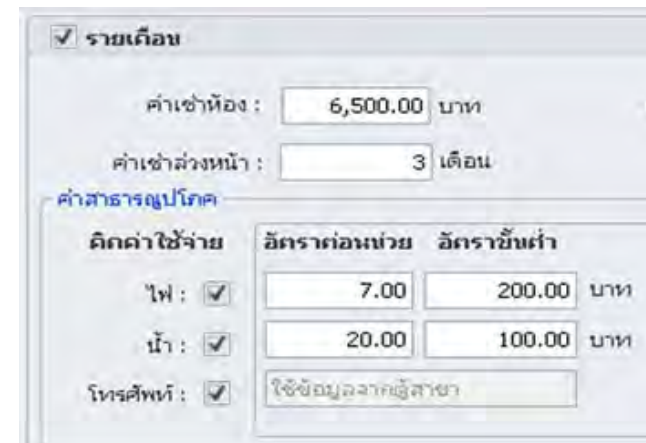 รายเดือน
ค่าเช่าห้อง : 6,500.00 บาท
ค่าเช่าล่วงหน้า : 3 เดือน
ค่าสาธารณูปโภค
คิดค่าใช้จ่าย อัตราต่อหน่วย อัตราขั้นต่ำ
ไฟ : 7.00 200.00 บาท
น้ำ : 20.00 100.00 บาท
โทรศัพท์ : ใช้ข้อมูลจากตู้สาขา